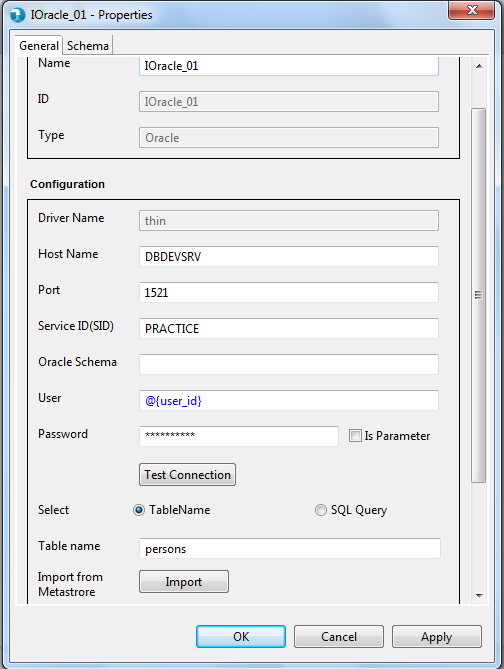 IOracle_01 - Properties
General Schema
Name IOracle_01
ID IOracle_01
Type Oracle
Configuration
Driver Name thin
Host Name DBDEVSRV
Port 1521
Service ID(SID) PRACTICE
Oracle Schema
User @{user_id}
Password ********** Is Parameter
Test Connection
Select TableName SQL Query
Table name persons
Import from
Metastrore Import
OK Cancel Apply